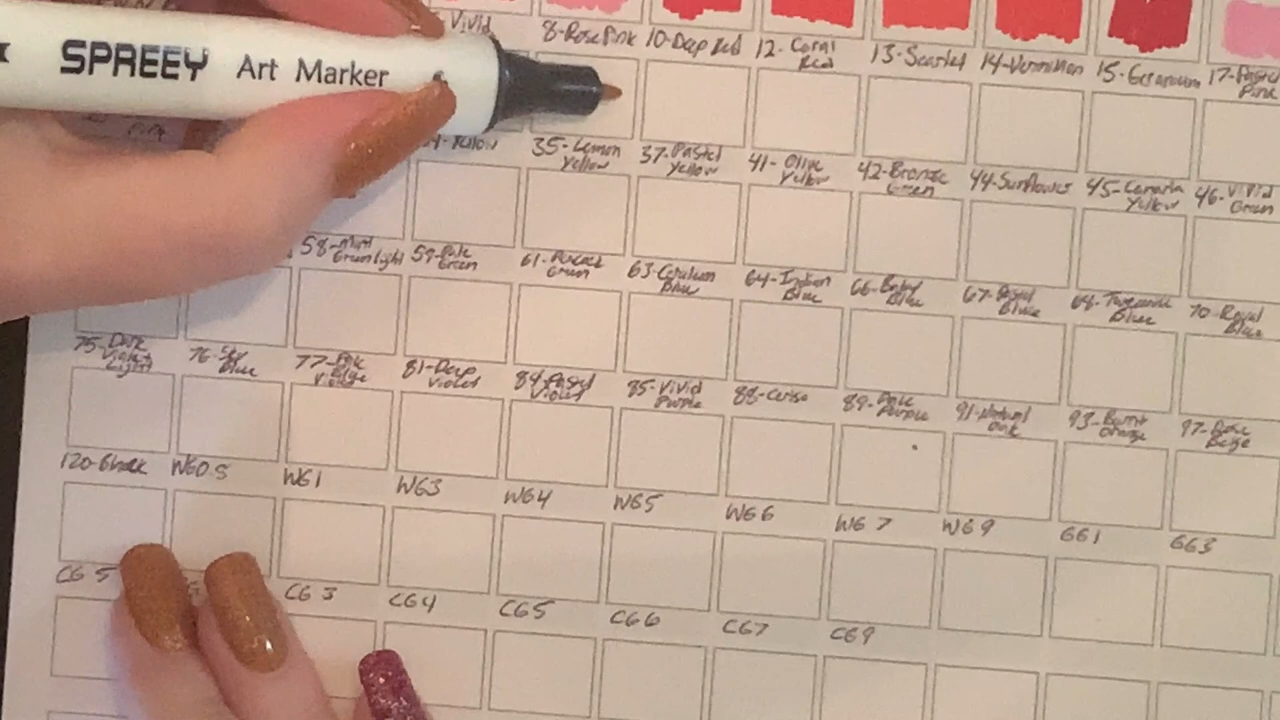 SPREEY Art Marker
Vivid
8-Rose Pink 10-Deep Red 12-Coral Red 13-Scarlet 14-Vermilion 15-Geranium 17-Pastel Pink
Yellow 35-Lemon Yellow 37-Pastel Yellow 41-Olive Yellow 42-Bronze Green 44-Sunflower 45-Canaria Yellow 46-Vivid Green
58-Mint Green light 59-Pale Green 61-Peacock Green 63-Cerulean Blue 64-Indian Blue 66-Baby Blue 67-Pastel Blue 68-Turquoise Blue 70-Royal Blue
75-Dark Violet Light 76-Sky Blue 77-Pale Blue Violet 81-Deep Violet 84-Pastel Violet 85-Vivid Purple 88-Cerise 89-Pale Purple 91-Natural Oak 93-Burnt Orange 97-Rose Beige
120-Black WG0.5 WG1 WG3 WG4 WG5 WG6 WG7 WG9 GG1 GG3
CG5 CG3 CG4 CG5 CG6 CG7 CG9